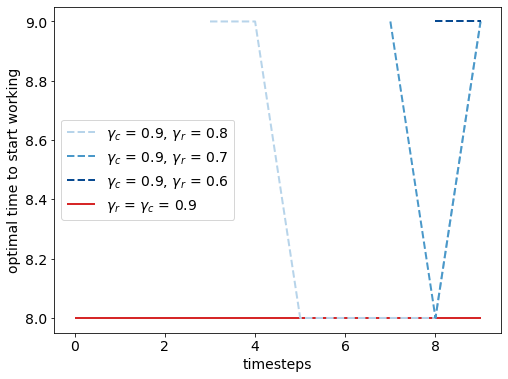 9.0
8.8
8.6
8.4
8.2
8.0
optimal time to start working
γc = 0.9, γr = 0.8
γc = 0.9, γr = 0.7
γc = 0.9, γr = 0.6
γr = γc = 0.9
0 2 4 6 8
timesteps